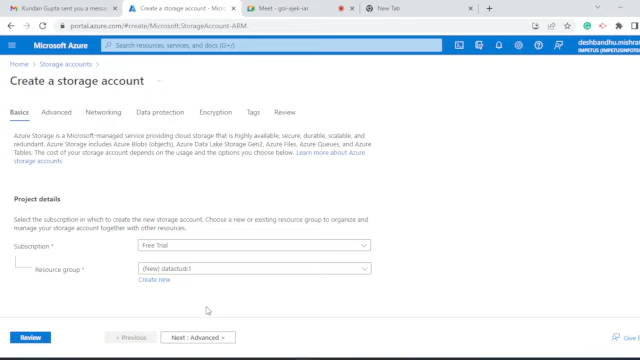 Kundan Gupta sent you a messa
Create a storage account - Micr
Meet - goi-ajek-iar
New Tab
portal.azure.com/#create/Microsoft.StorageAccount-ARM
Microsoft Azure
Search resources, services, and docs (G+/)
deshbandhu.mishra
IMPETUS (IMPETUSINFOTE
Home
Storage accounts
Create a storage account
Basics
Advanced
Networking
Data protection
Encryption
Tags
Review
Azure Storage is a Microsoft-managed service providing cloud storage that is highly available, secure, durable, scalable, and
redundant. Azure Storage includes Azure Blobs (objects), Azure Data Lake Storage Gen2, Azure Files, Azure Queues, and
Azure Tables. The cost of your storage account depends on the usage and the options you choose below. Learn more about Azure
storage accounts
Project details
Select the subscription in which to create the new storage account. Choose a new or existing resource group to organize and
manage your storage account together with other resources.
Subscription *
Free Trial
Resource group *
(New) datastudi1
Create new
Review
< Previous
Next : Advanced >
Give f